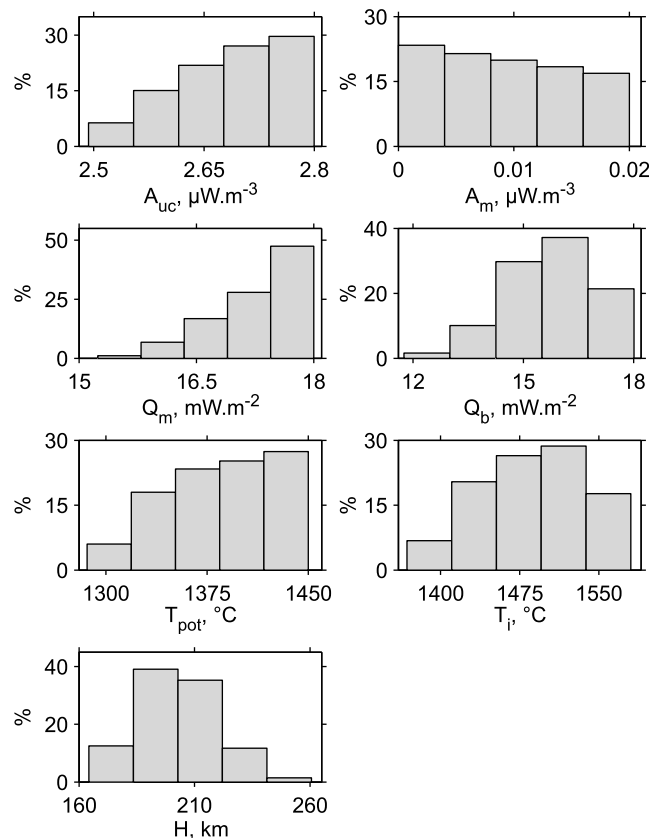 30
15
0
%
2.5 2.65 2.8
A_uc, µW.m^-3
30
15
0
%
0 0.01 0.02
A_m, µW.m^-3
50
25
0
%
15 16.5 18
Q_m, mW.m^-2
40
20
0
%
12 15 18
Q_b, mW.m^-2
30
15
0
%
1300 1375 1450
T_pot, °C
30
15
0
%
1400 1475 1550
T_i, °C
40
20
0
%
160 210 260
H, km